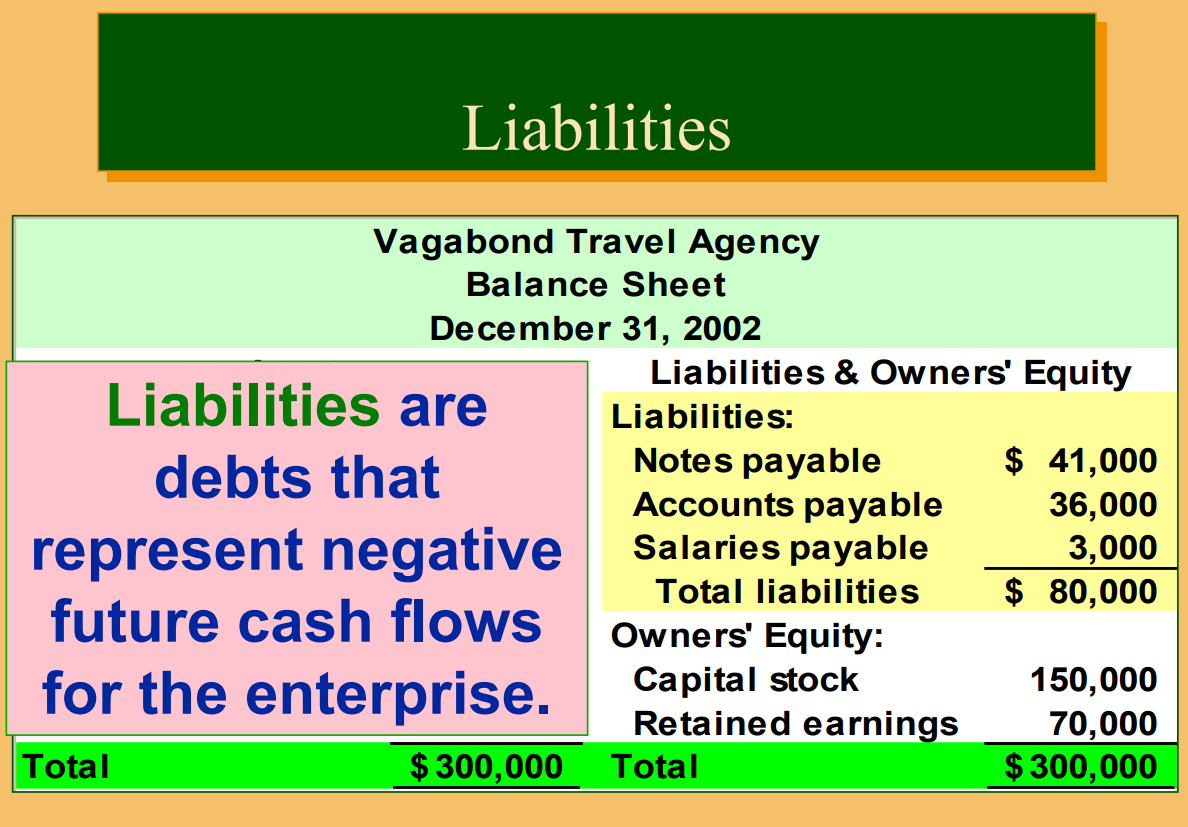 Liabilities
Vagabond Travel Agency
Balance Sheet
December 31, 2002
Liabilities are
debts that
represent negative
future cash flows
for the enterprise.
Liabilities & Owners' Equity
Liabilities:
Notes payable $ 41,000
Accounts payable 36,000
Salaries payable 3,000
Total liabilities $ 80,000
Owners' Equity:
Capital stock 150,000
Retained earnings 70,000
Total $300,000 Total $300,000